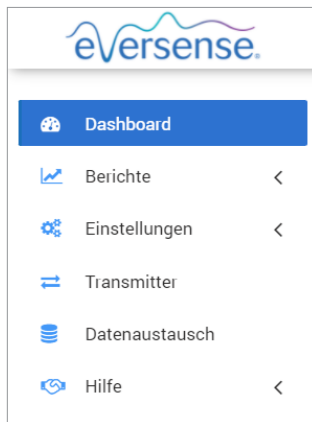 eversense.
Dashboard
Berichte
Einstellungen
Transmitter
Datenaustausch
Hilfe